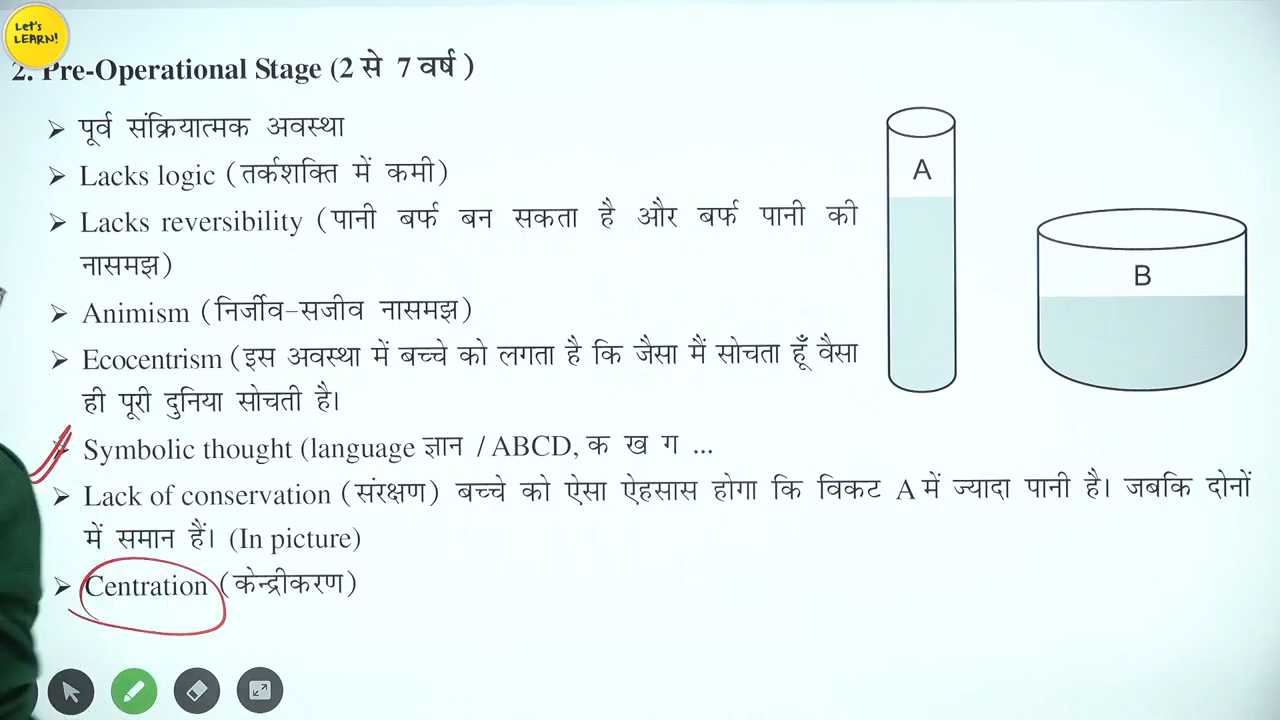 Let's
LEARN!
2. Pre-Operational Stage (2 से 7 वर्ष )
➢ पूर्व संक्रियात्मक अवस्था
➢ Lacks logic (तर्कशक्ति में कमी)
➢ Lacks reversibility (पानी बर्फ बन सकता है और बर्फ पानी की
नासमझ)
➢ Animism (निर्जीव-सजीव नासमझ)
➢ Ecocentrism (इस अवस्था में बच्चे को लगता है कि जैसा मैं सोचता हूँ वैसा
ही पूरी दुनिया सोचती है।
➢ Symbolic thought (language ज्ञान / ABCD, क ख ग ...
➢ Lack of conservation (संरक्षण) बच्चे को ऐसा ऐहसास होगा कि विकट A में ज्यादा पानी है। जबकि दोनों
में समान हैं। (In picture)
➢ Centration (केन्द्रीकरण)
A
B